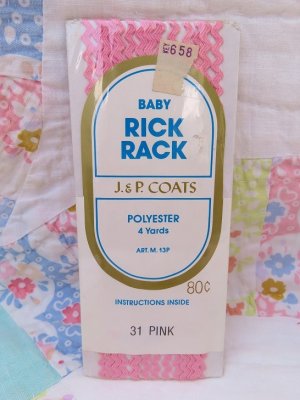 658
BABY
RICK
RACK
J. & P. COATS
POLYESTER
4 Yards
ART. M. 13P
80¢
INSTRUCTIONS INSIDE
31 PINK